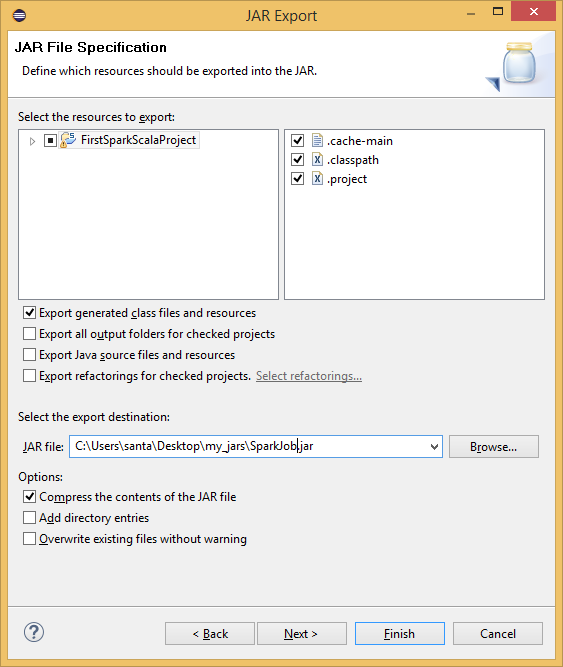 JAR Export
JAR File Specification
Define which resources should be exported into the JAR.
Select the resources to export:
FirstSparkScalaProject
.cache-main
.classpath
.project
Export generated class files and resources
Export all output folders for checked projects
Export Java source files and resources
Export refactorings for checked projects. Select refactorings...
Select the export destination:
JAR file: C:\Users\santa\Desktop\my_jars\SparkJob.jar Browse...
Options:
Compress the contents of the JAR file
Add directory entries
Overwrite existing files without warning
? < Back Next > Finish Cancel